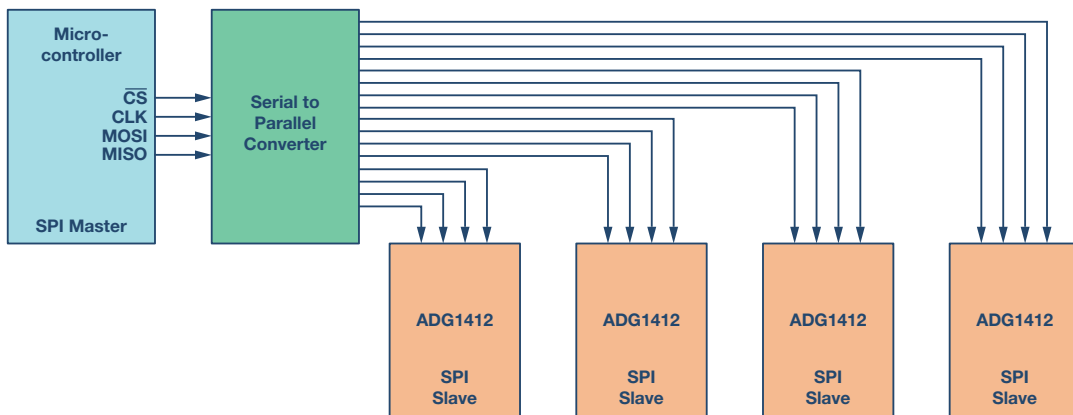 Micro-
controller
C̅S̅
CLK
MOSI
MISO
SPI Master
Serial to
Parallel
Converter
ADG1412
SPI
Slave
ADG1412
SPI
Slave
ADG1412
SPI
Slave
ADG1412
SPI
Slave